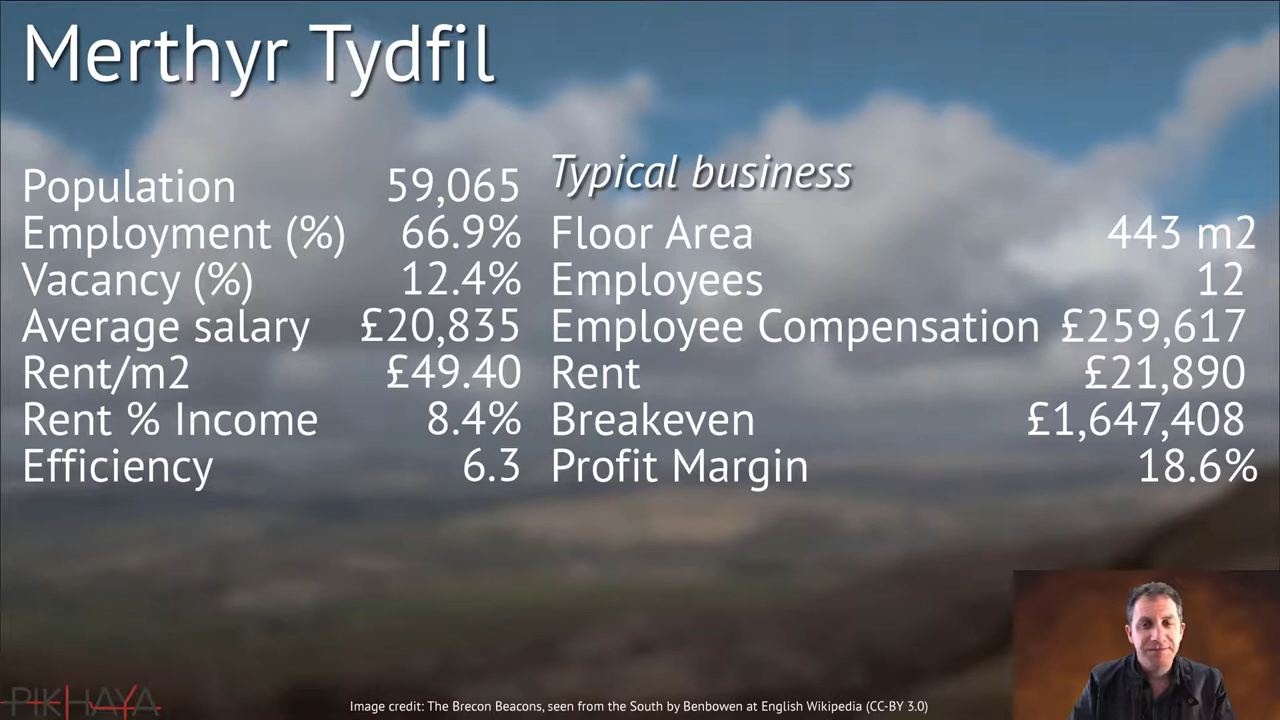 Merthyr Tydfil
Population 59,065
Employment (%) 66.9%
Vacancy (%) 12.4%
Average salary £20,835
Rent/m2 £49.40
Rent % Income 8.4%
Efficiency 6.3
Typical business
Floor Area 443 m2
Employees 12
Employee Compensation £259,617
Rent £21,890
Breakeven £1,647,408
Profit Margin 18.6%
PIKHAYA
Image credit: The Brecon Beacons, seen from the South by Benbowen at English Wikipedia (CC-BY 3.0)